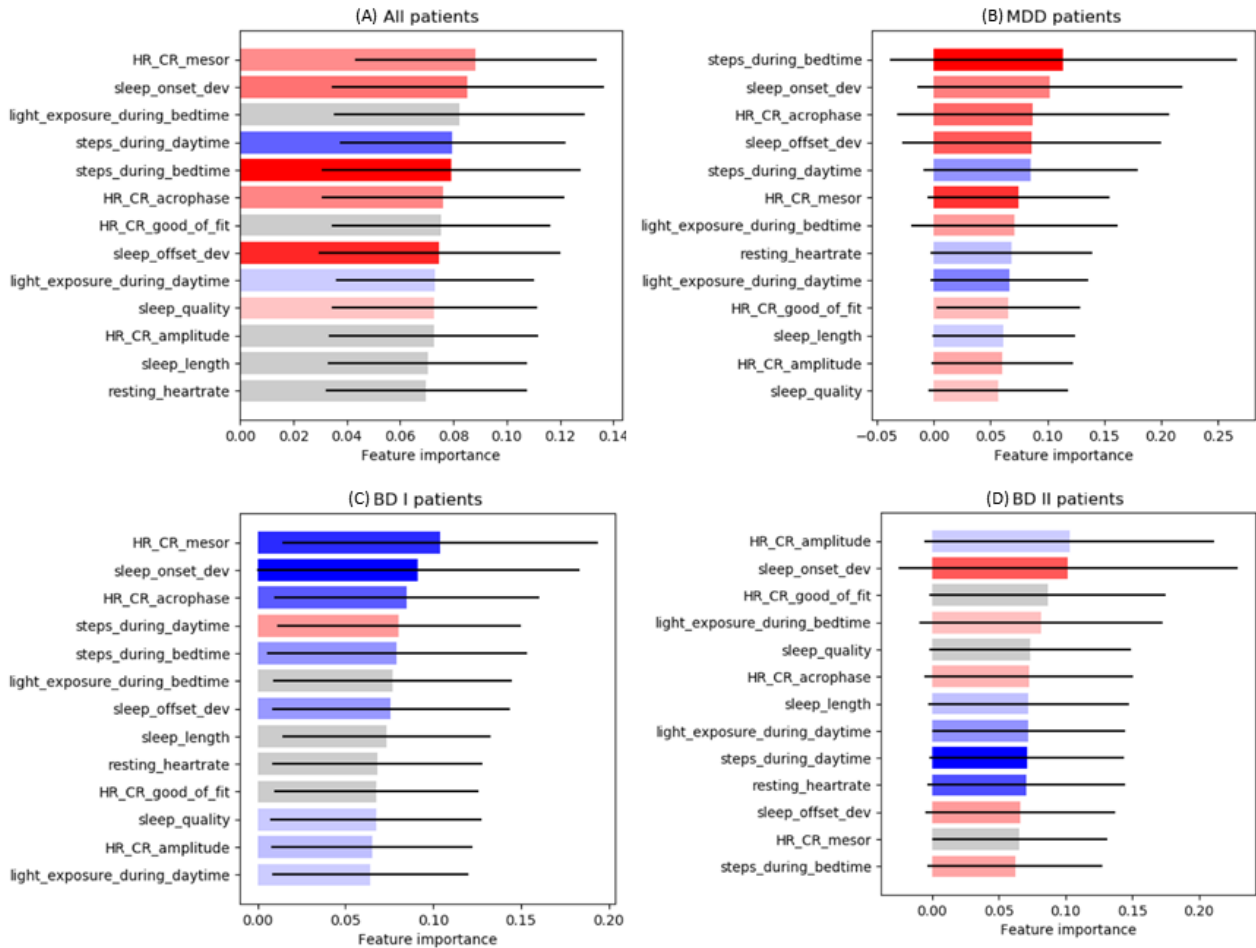 (A) All patients
HR_CR_mesor
sleep_onset_dev
light_exposure_during_bedtime
steps_during_daytime
steps_during_bedtime
HR_CR_acrophase
HR_CR_good_of_fit
sleep_offset_dev
light_exposure_during_daytime
sleep_quality
HR_CR_amplitude
sleep_length
resting_heartrate
0.00 0.02 0.04 0.06 0.08 0.10 0.12 0.14
Feature importance
(B) MDD patients
steps_during_bedtime
sleep_onset_dev
HR_CR_acrophase
sleep_offset_dev
steps_during_daytime
HR_CR_mesor
light_exposure_during_bedtime
resting_heartrate
light_exposure_during_daytime
HR_CR_good_of_fit
sleep_length
HR_CR_amplitude
sleep_quality
−0.05 0.00 0.05 0.10 0.15 0.20 0.25
Feature importance
(C) BD I patients
HR_CR_mesor
sleep_onset_dev
HR_CR_acrophase
steps_during_daytime
steps_during_bedtime
light_exposure_during_bedtime
sleep_offset_dev
sleep_length
resting_heartrate
HR_CR_good_of_fit
sleep_quality
HR_CR_amplitude
light_exposure_during_daytime
0.00 0.05 0.10 0.15 0.20
Feature importance
(D) BD II patients
HR_CR_amplitude
sleep_onset_dev
HR_CR_good_of_fit
light_exposure_during_bedtime
sleep_quality
HR_CR_acrophase
sleep_length
light_exposure_during_daytime
steps_during_daytime
resting_heartrate
sleep_offset_dev
HR_CR_mesor
steps_during_bedtime
0.00 0.05 0.10 0.15 0.20
Feature importance